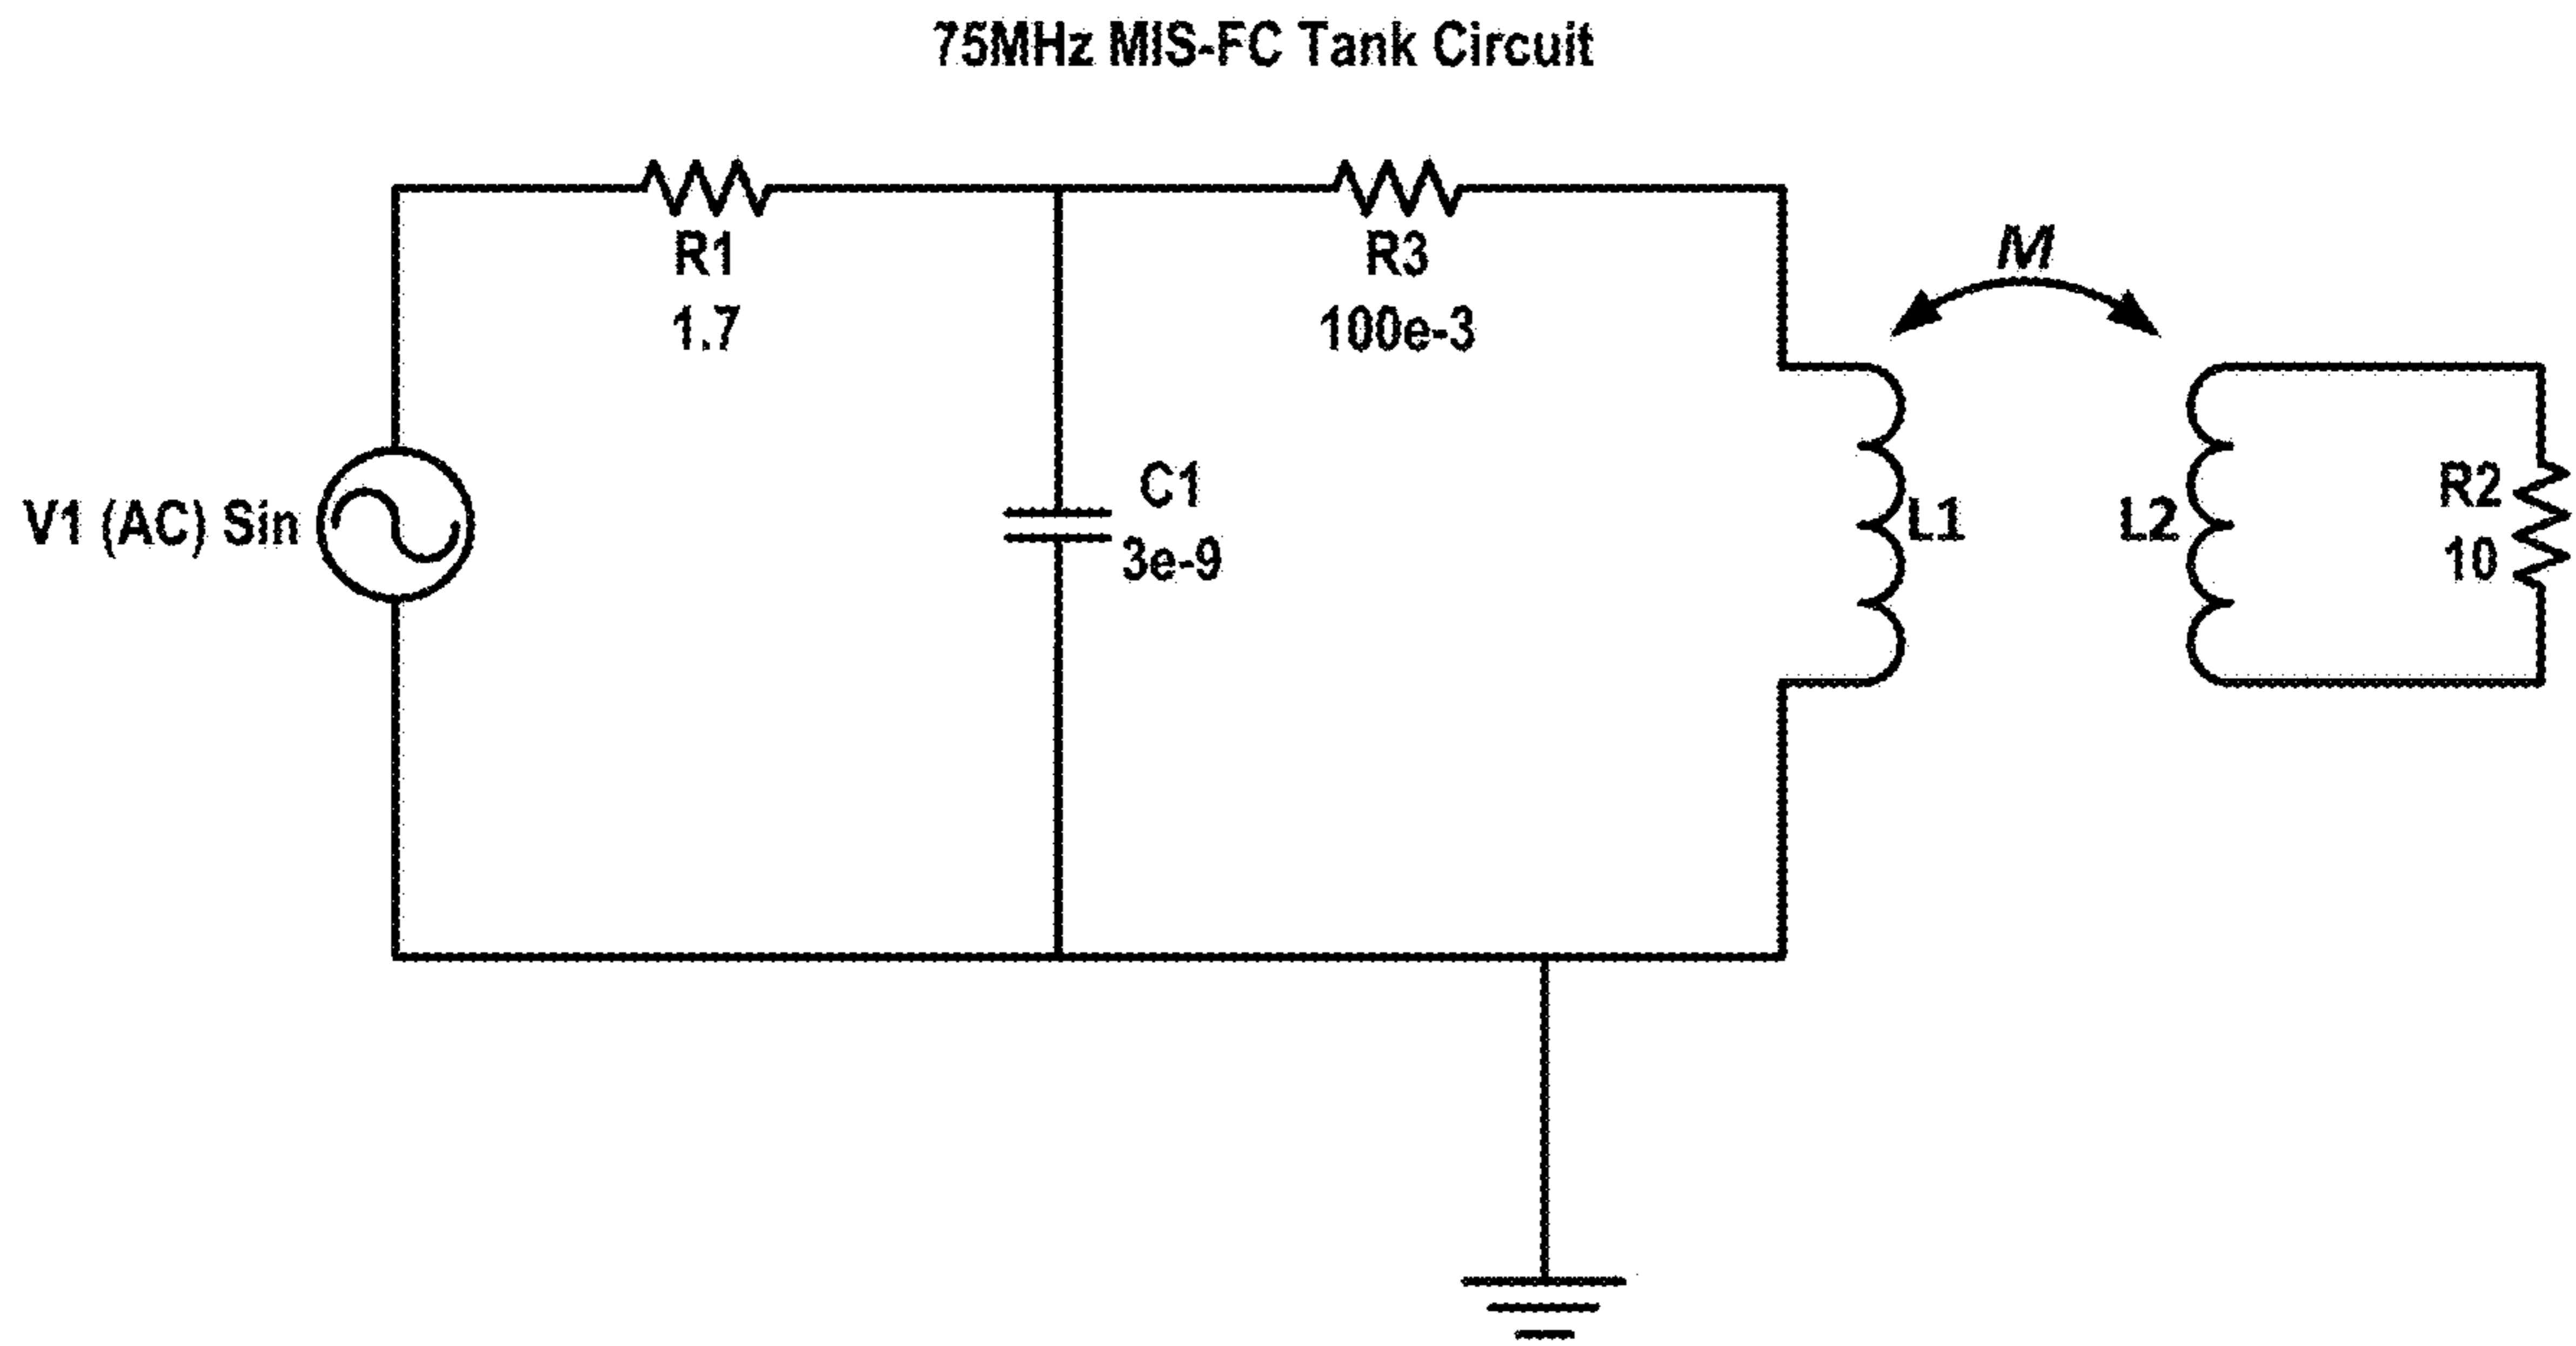 75MHz MIS-FC Tank Circuit
R1
1.7
R3
100e-3
M
V1 (AC) Sin
C1
3e-9
L1
L2
R2
10